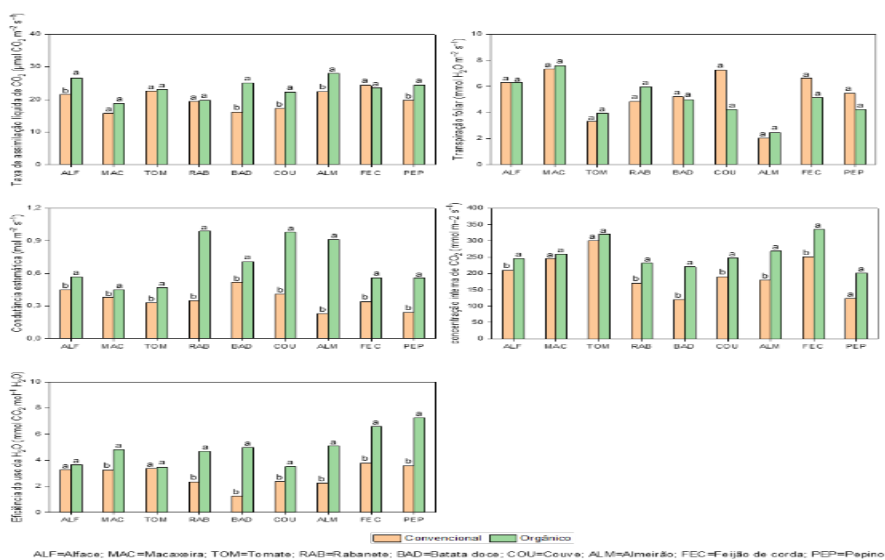 Taxa de assimilação líquida de CO₂ (μmol CO₂ m⁻² s⁻¹)
40
30
20
10
0
b a a a a a a a b a b a b a a a b a
ALF MAC TOM RAB BAD COU ALM FEC PEP
Transpiração foliar (mmol H₂O m⁻² s⁻¹)
10
8
6
4
2
0
ALF MAC TOM RAB BAD COU ALM FEC PEP
Condutância estmática (mol m⁻² s⁻¹)
1.2
0.9
0.6
0.3
0.0
b a b a b a b a b a b a b a b a b a
ALF MAC TOM RAB BAD COU ALM FEC PEP
concentração interna de CO₂ (mmol m−2 s⁻¹)
400
350
300
250
200
150
100
50
0
b a a a a a b a b a b a b a b a a a
ALF MAC TOM RAB BAD COU ALM FEC PEP
Eficiência do uso da H₂O (mmol CO₂ mol⁻¹ H₂O)
10
8
6
4
2
0
a a b a a a b a b a b a b a b a b a
ALF MAC TOM RAB BAD COU ALM FEC PEP
Convencional Orgânico
ALF=Alface; MAC=Macaxeira; TOM=Tomate; RAB=Rabanete; BAD=Batata doce; COU=Couve; ALM=Almeirão; FEC=Feijão de corda; PEP=Pepino